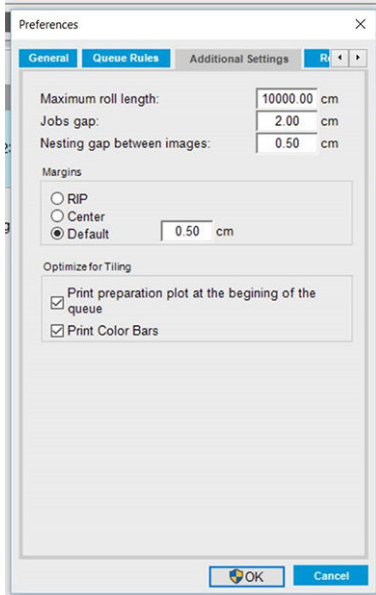 Preferences
General Queue Rules Additional Settings
Maximum roll length: 10000.00 cm
Jobs gap: 2.00 cm
Nesting gap between images: 0.50 cm
Margins
RIP
Center
Default 0.50 cm
Optimize for Tiling
Print preparation plot at the begining of the
queue
Print Color Bars
OK Cancel